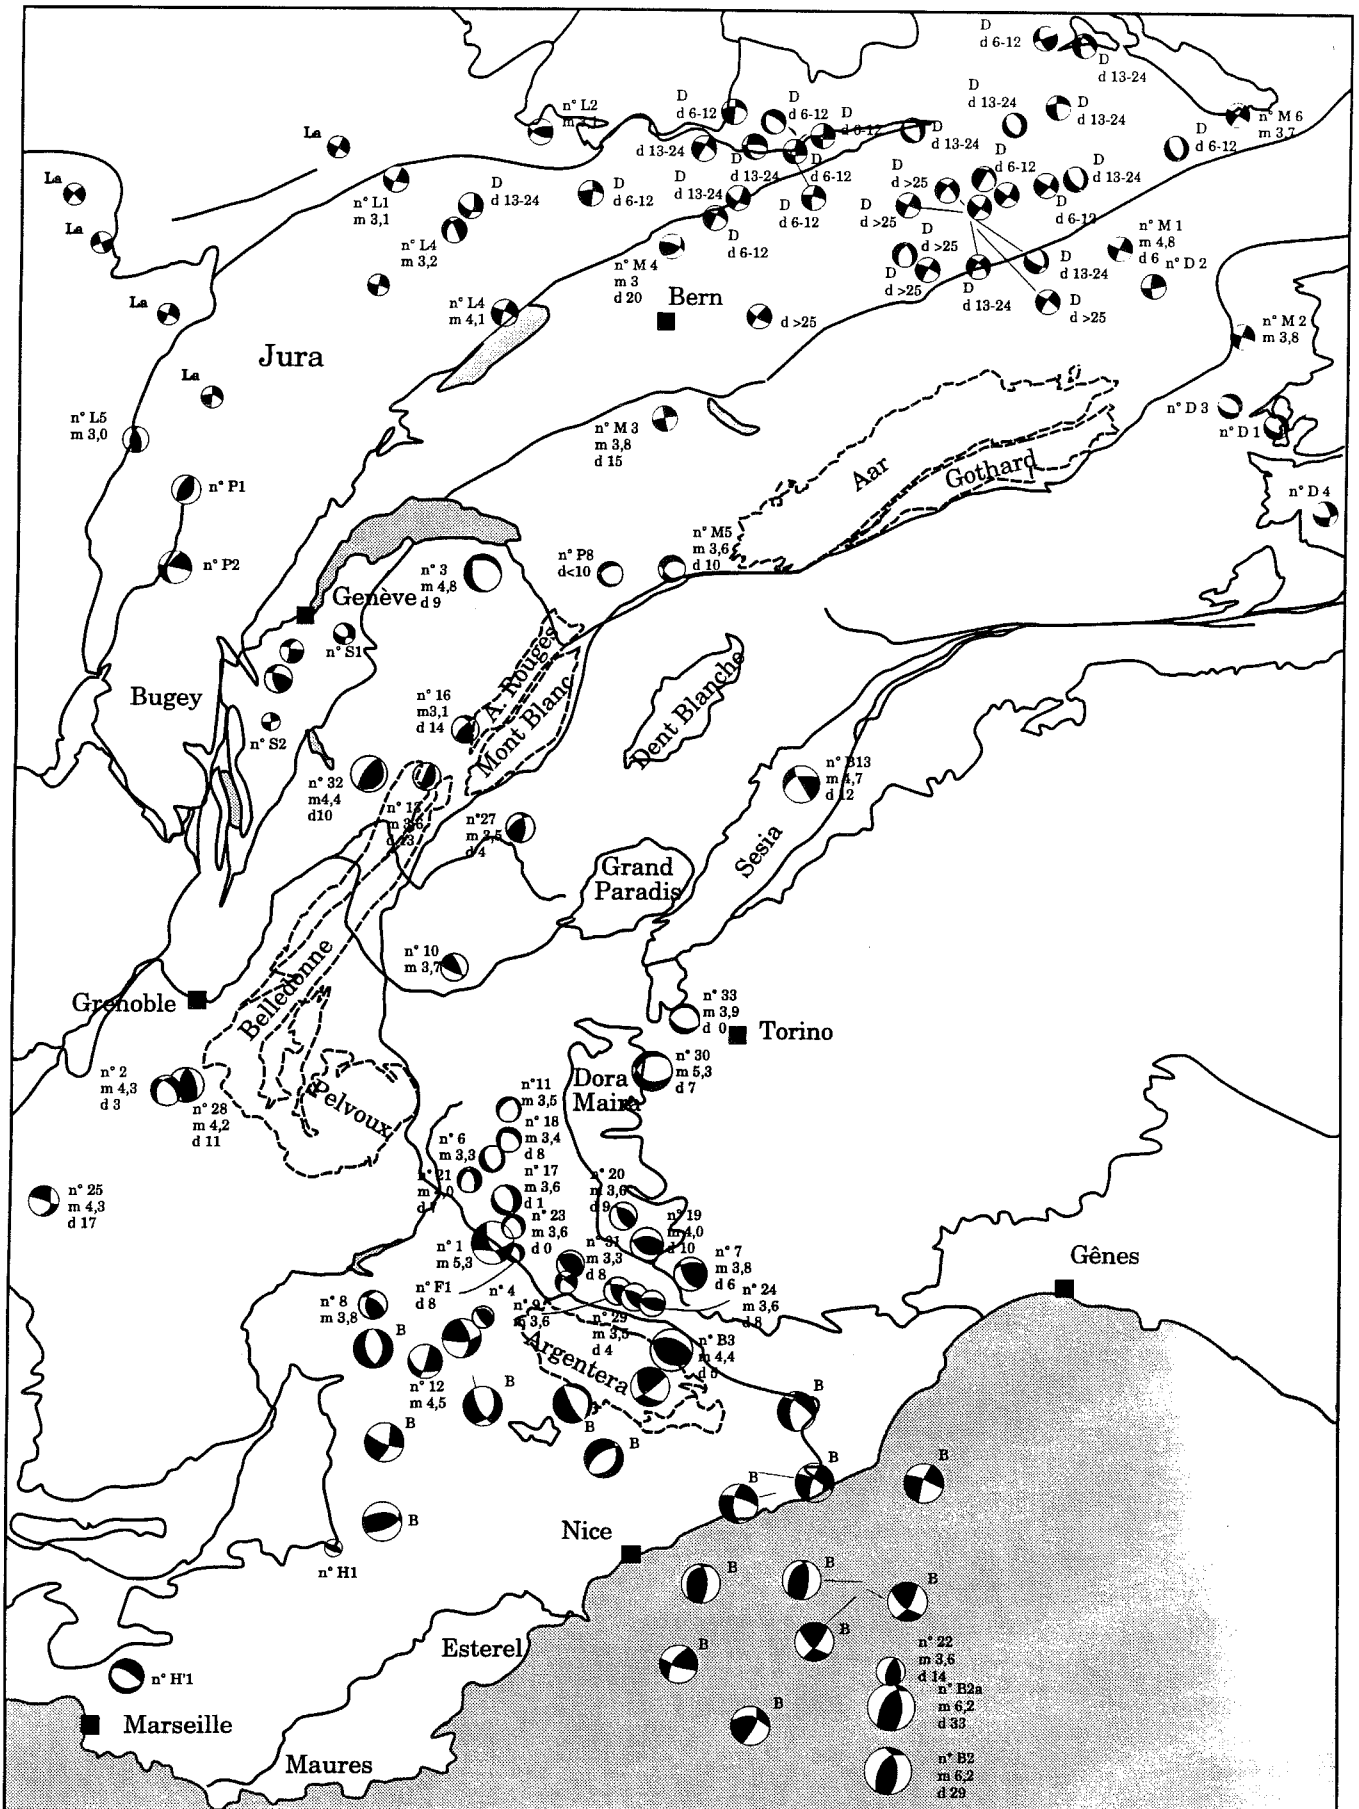 D
d 6-12
D
d 13-24
n° L2
D
d 6-12
D
d 6-12
D
d 6-12
D
d 13-24
D
d 13-24
D
d 13-24
n° M 6
m 3,7
La
d 13-24
D
d 13-24
D
d 6-12
D
d 6-12
D
d 6-12
La
n° L1
m 3,1
D
d 13-24
D
d 6-12
D
d 13-24
D
d 6-12
d >25
D
d >25
D
d 6-12
D
d 13-24
La
n° L4
m 3,2
D
d 6-12
n° M 4
m 3
d 20
D
d >25
D
d >25
D
d 13-24
D
d 13-24
n° M 1
m 4,8
d 6
n° D 2
La
n° L4
m 4,1
Bern
d >25
D
d >25
n° M 2
m 3,8
Jura
La
n° L5
m 3,0
n° M 3
m 3,8
d 15
n° D 3
n° D 1
Aar
Gothard
n° P1
n° D 4
n° P2
n° 3
m 4,8
d 9
n° P8
d<10
n° M5
m 3,6
d 10
Genève
n° S1
Bugey
n° S2
n° 16
m3,1
d 14
A. Rouges
Mont Blanc
Dent Blanche
n° 32
m4,4
d10
n° 13
m 3,6
d 13
n°27
m 3,5
d 4
n° B13
m 4,7
d 12
Sesia
Grand
Paradis
n° 10
m 3,7
Belledonne
Grenoble
n° 33
m 3,9
d 0
Torino
n° 2
m 4,3
d 3
n° 28
m 4,2
d 11
Pelvoux
Dora
Maira
n° 30
m 5,3
d 7
n°11
m 3,5
n° 18
m 3,4
d 8
n° 6
m 3,3
n° 21
n° 17
m 3,6
d 1
n° 20
m 3,6
d 9
n° 25
m 4,3
d 17
n° 23
m 3,6
d 0
n° 19
m 4,0
d 10
n° 1
m 5,3
n° 31
m 3,3
d 8
n° 7
m 3,8
d 6
Gênes
n° F1
d 8
n° 4
n° 9
m 3,6
n° 24
m 3,6
d 8
n° 8
m 3,8
B
n° 29
m 3,5
d 4
n° B3
m 4,4
d 5
Argentera
n° 12
m 4,5
B
B
B
B
B
B
B
B
B
Nice
n° H1
B
B
B
Esterel
B
B
n° 22
m 3,6
d 14
n° H'1
n° B2a
m 6,2
d 33
Marseille
B
Maures
n° B2
m 6,2
d 29